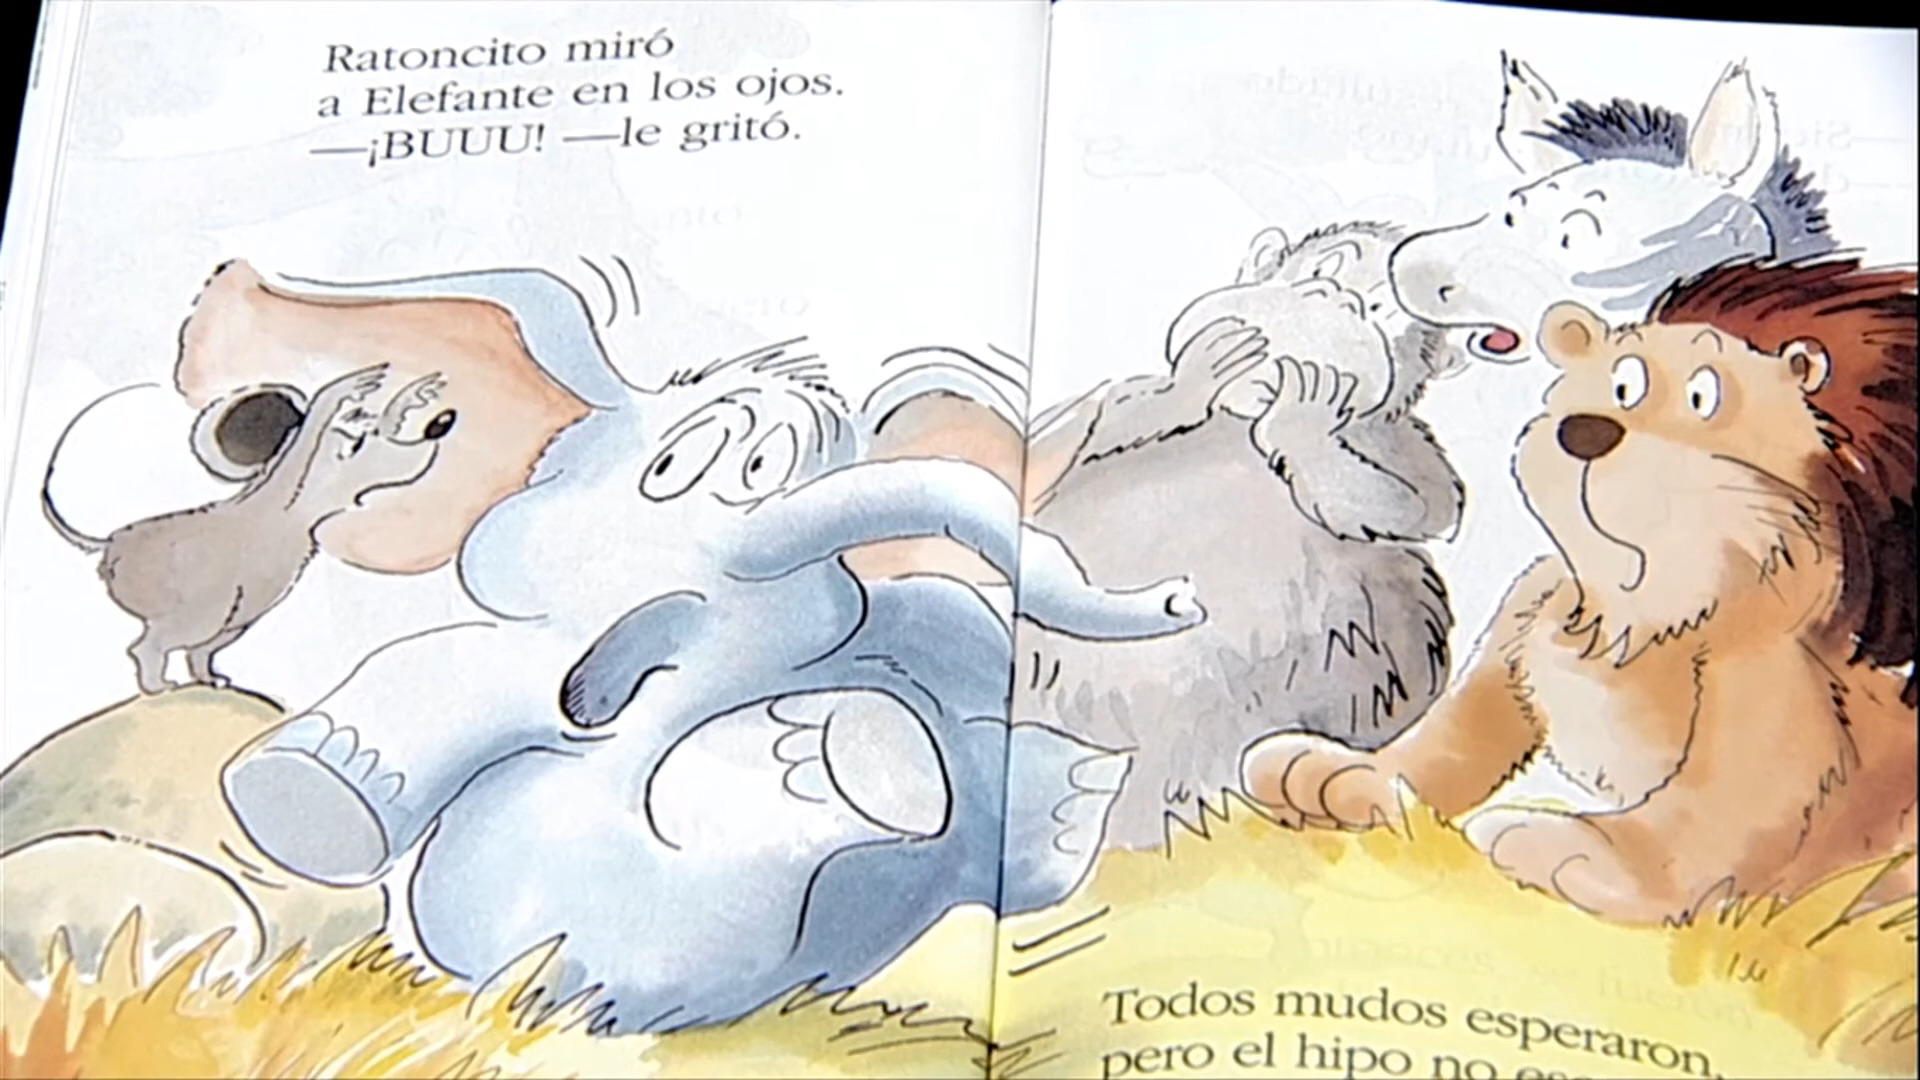 Ratoncito miró
a Elefante en los ojos.
—¡BUUU! —le gritó.
Todos mudos esperaron,
pero el hipo no